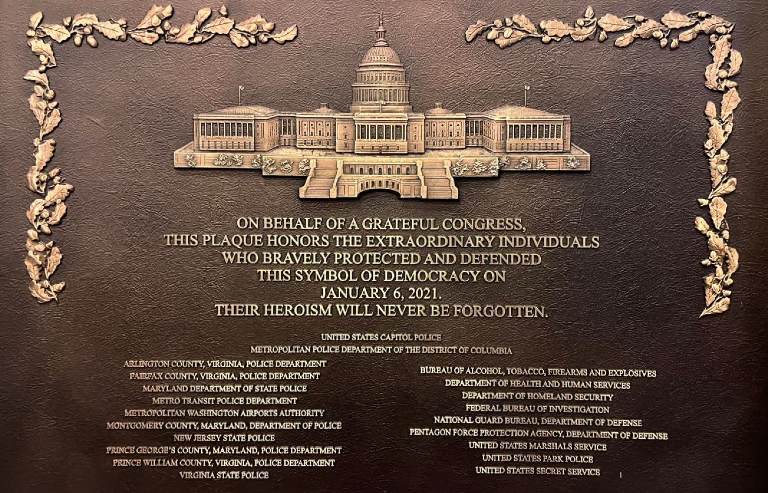 ON BEHALF OF A GRATEFUL CONGRESS,
THIS PLAQUE HONORS THE EXTRAORDINARY INDIVIDUALS
WHO BRAVELY PROTECTED AND DEFENDED
THIS SYMBOL OF DEMOCRACY ON
JANUARY 6, 2021.
THEIR HEROISM WILL NEVER BE FORGOTTEN.
UNITED STATES CAPITOL POLICE
METROPOLITAN POLICE DEPARTMENT OF THE DISTRICT OF COLUMBIA
ARLINGTON COUNTY, VIRGINIA, POLICE DEPARTMENT
FAIRFAX COUNTY, VIRGINIA, POLICE DEPARTMENT
MARYLAND DEPARTMENT OF STATE POLICE
METRO TRANSIT POLICE DEPARTMENT
METROPOLITAN WASHINGTON AIRPORTS AUTHORITY
MONTGOMERY COUNTY, MARYLAND, DEPARTMENT OF POLICE
NEW JERSEY STATE POLICE
PRINCE GEORGE'S COUNTY, MARYLAND, POLICE DEPARTMENT
PRINCE WILLIAM COUNTY, VIRGINIA, POLICE DEPARTMENT
VIRGINIA STATE POLICE
BUREAU OF ALCOHOL, TOBACCO, FIREARMS AND EXPLOSIVES
DEPARTMENT OF HEALTH AND HUMAN SERVICES
DEPARTMENT OF HOMELAND SECURITY
FEDERAL BUREAU OF INVESTIGATION
NATIONAL GUARD BUREAU, DEPARTMENT OF DEFENSE
PENTAGON FORCE PROTECTION AGENCY, DEPARTMENT OF DEFENSE
UNITED STATES MARSHALS SERVICE
UNITED STATES PARK POLICE
UNITED STATES SECRET SERVICE